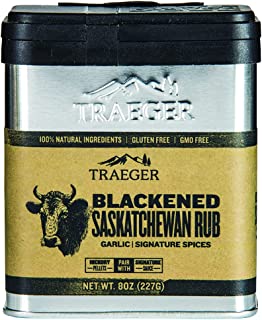 TRAEGER
100% NATURAL INGREDIENTS | GLUTEN FREE | GMO FREE
TRAEGER
BLACKENED
SASKATCHEWAN RUB
GARLIC | SIGNATURE SPICES
HICKORY PELLETS PAIR WITH SIGNATURE SAUCE
NET WT. 8OZ (227G)